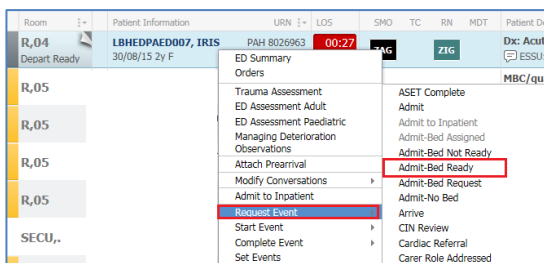 Room Patient Information URN LOS SMO TC RN MDT Patient De
R,04 LBHEDPAED007, IRIS PAH 8026963 00:27 ZAG ZIG Dx: Acut
Depart Ready 30/08/15 2y F ESSU:
ED Summary
Orders
Trauma Assessment
ED Assessment Adult
ED Assessment Paediatric
Managing Deterioration
Observations
Attach Prearrival
Modify Conversations
Admit to Inpatient
Request Event
Start Event
Complete Event
Set Events
MBC/qu
ASET Complete
Admit
Admit to Inpatient
Admit-Bed Assigned
Admit-Bed Not Ready
Admit-Bed Ready
Admit-Bed Request
Admit-No Bed
Arrive
CIN Review
Cardiac Referral
Carer Role Addressed
R,05
R,05
R,05
R,05
SECU,.